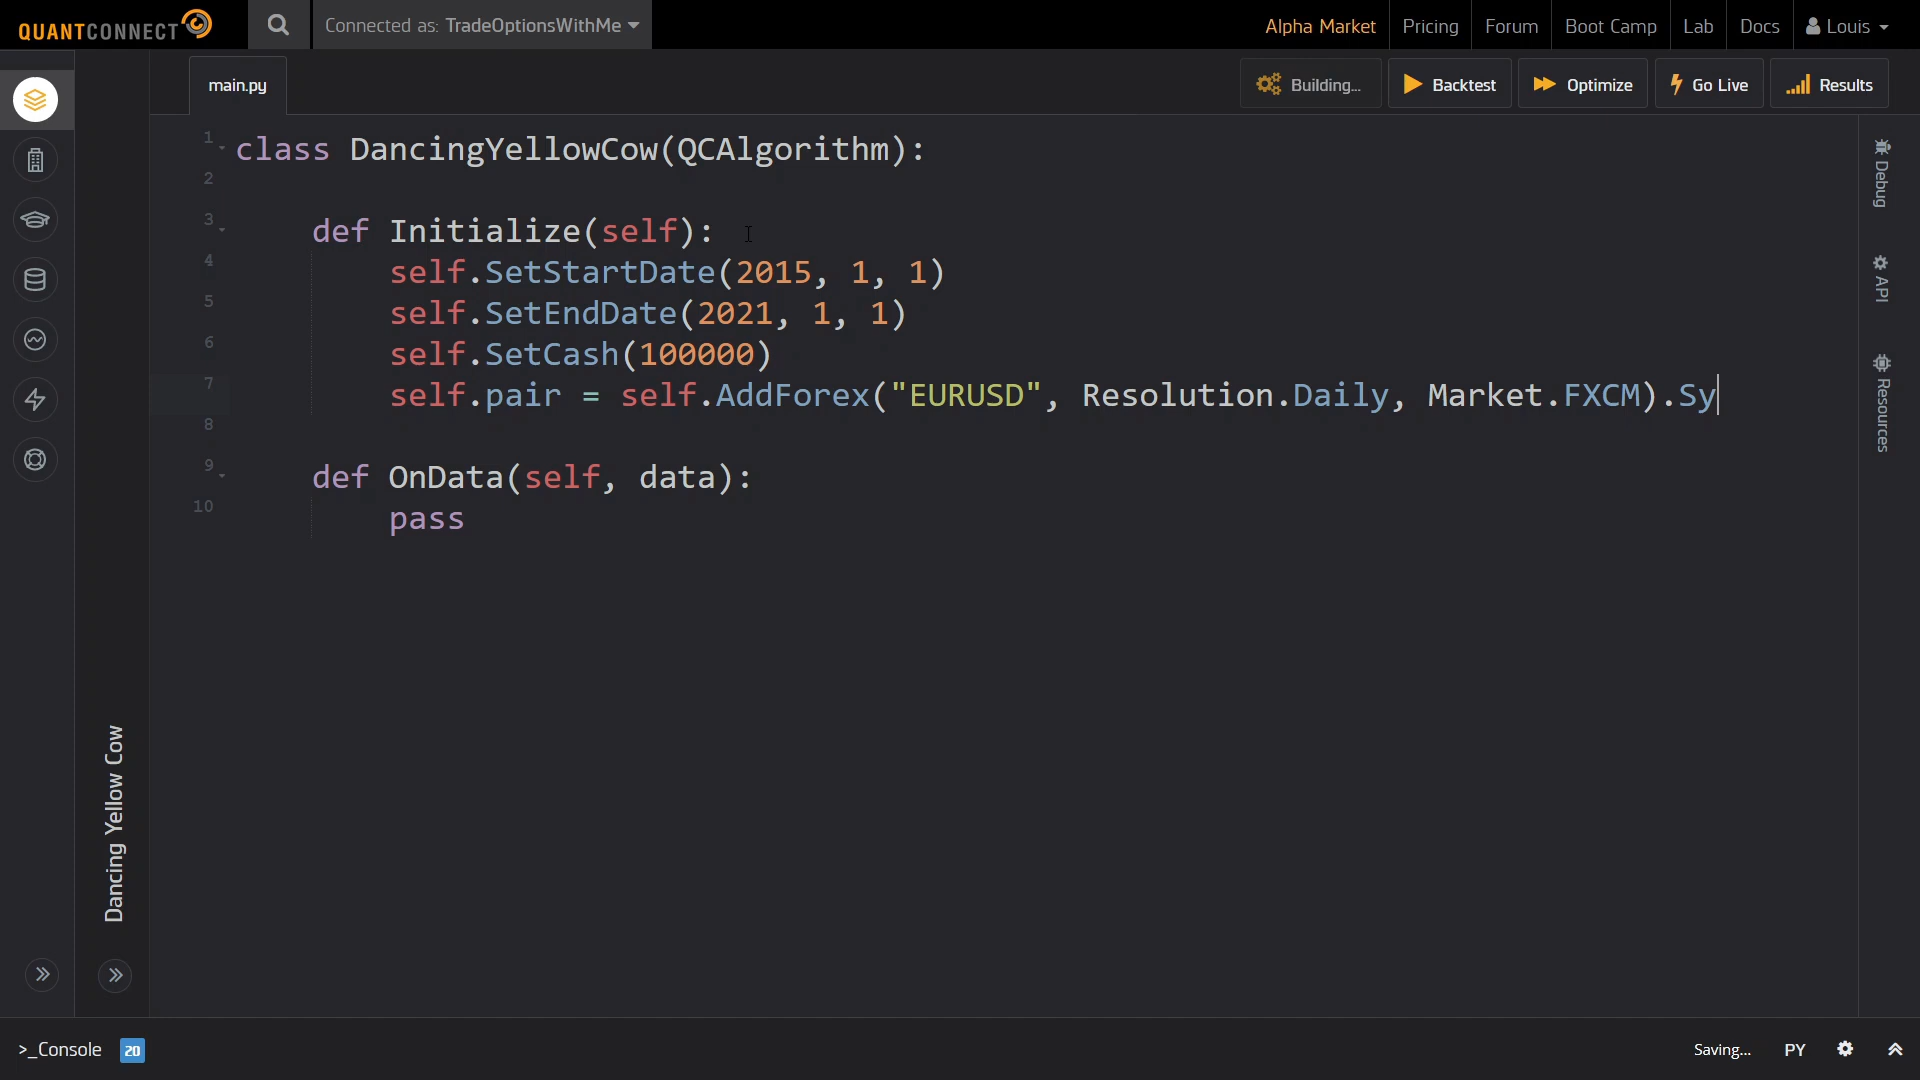 QUANTCONNECT
Connected as: TradeOptionsWithMe
Alpha Market
Pricing
Forum
Boot Camp
Lab
Docs
Louis
main.py
Building...
Backtest
Optimize
Go Live
Results
1 class DancingYellowCow(QCAlgorithm):
2
3 def Initialize(self):
4 self.SetStartDate(2015, 1, 1)
5 self.SetEndDate(2021, 1, 1)
6 self.SetCash(100000)
7 self.pair = self.AddForex("EURUSD", Resolution.Daily, Market.FXCM).Sy
8
9 def OnData(self, data):
10 pass
Debug
API
Resources
Dancing Yellow Cow
>_Console 20
Saving...
PY